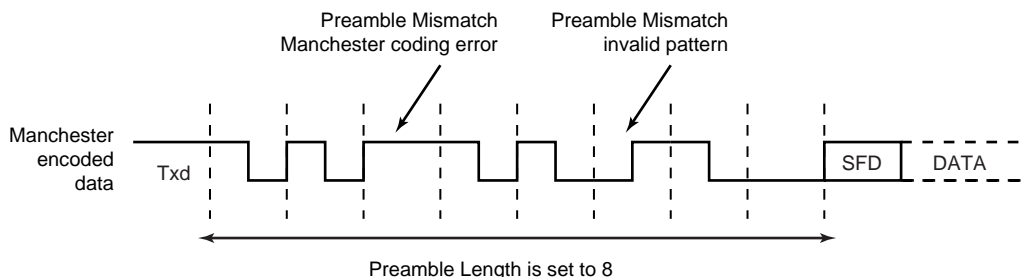 Preamble Mismatch
Manchester coding error
Preamble Mismatch
invalid pattern
Manchester
encoded
data
Txd
SFD
DATA
Preamble Length is set to 8